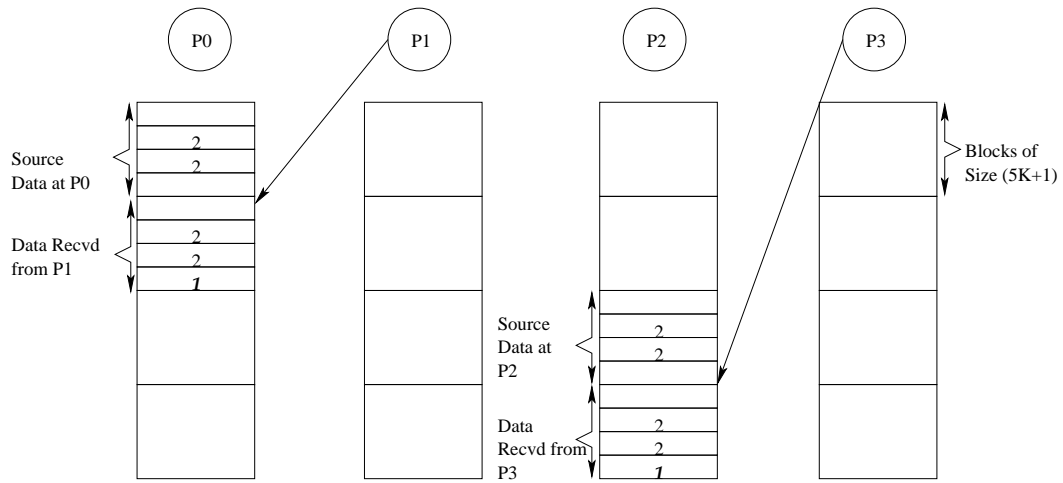 P0
P1
P2
P3
2
2
Source
Data at P0
Blocks of
Size (5K+1)
2
2
1
Data Recvd
from P1
Source
Data at
P2
2
2
Data
Recvd from
P3
2
2
1